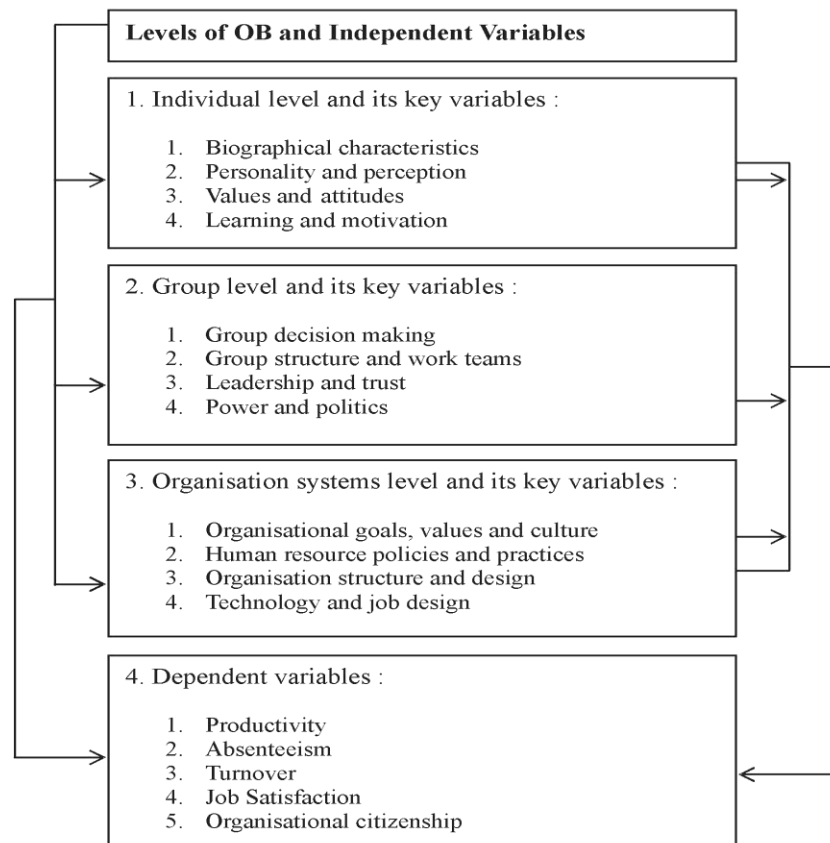 Levels of OB and Independent Variables
1. Individual level and its key variables :
1. Biographical characteristics
2. Personality and perception
3. Values and attitudes
4. Learning and motivation
2. Group level and its key variables :
1. Group decision making
2. Group structure and work teams
3. Leadership and trust
4. Power and politics
3. Organisation systems level and its key variables :
1. Organisational goals, values and culture
2. Human resource policies and practices
3. Organisation structure and design
4. Technology and job design
4. Dependent variables :
1. Productivity
2. Absenteeism
3. Turnover
4. Job Satisfaction
5. Organisational citizenship